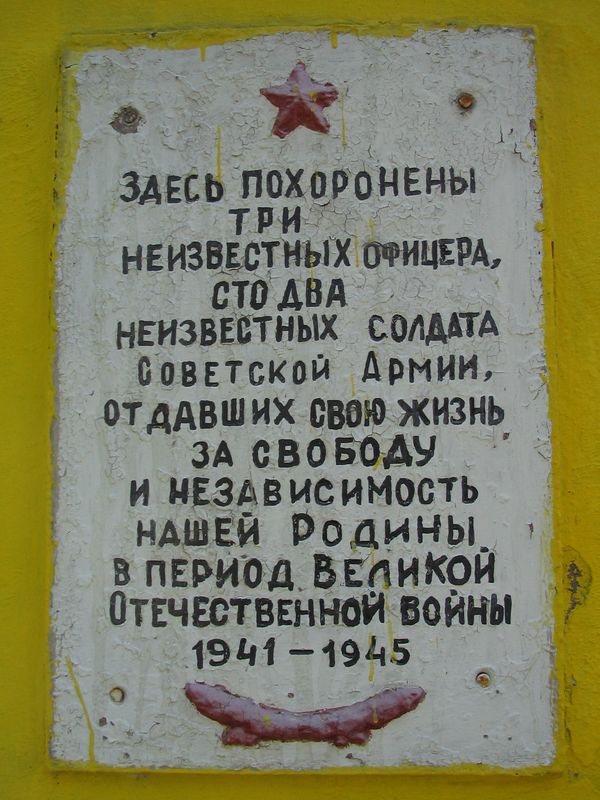 ЗДЕСЬ ПОХОРОНЕНЫ
ТРИ
НЕИЗВЕСТНЫХ ОФИЦЕРА,
СТО ДВА
НЕИЗВЕСТНЫХ СОЛДАТА
СОВЕТСКОЙ АРМИИ,
ОТДАВШИХ СВОЮ ЖИЗНЬ
ЗА СВОБОДУ
И НЕЗАВИСИМОСТЬ
НАШЕЙ РОДИНЫ
В ПЕРИОД ВЕЛИКОЙ
ОТЕЧЕСТВЕННОЙ ВОЙНЫ
1941 – 1945